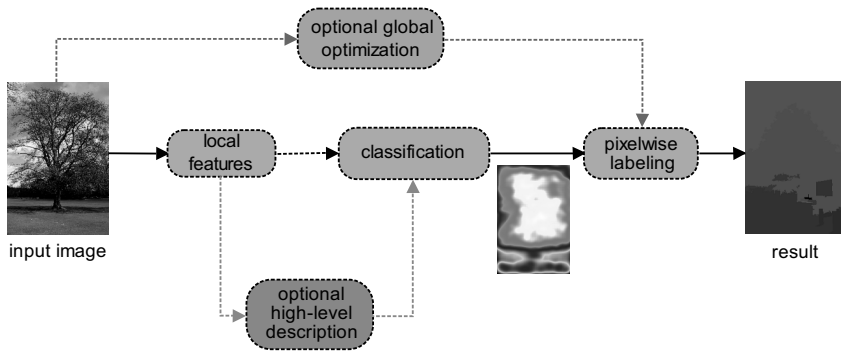 optional global
optimization
local
features
classification
pixelwise
labeling
input image
result
optional
high-level
description